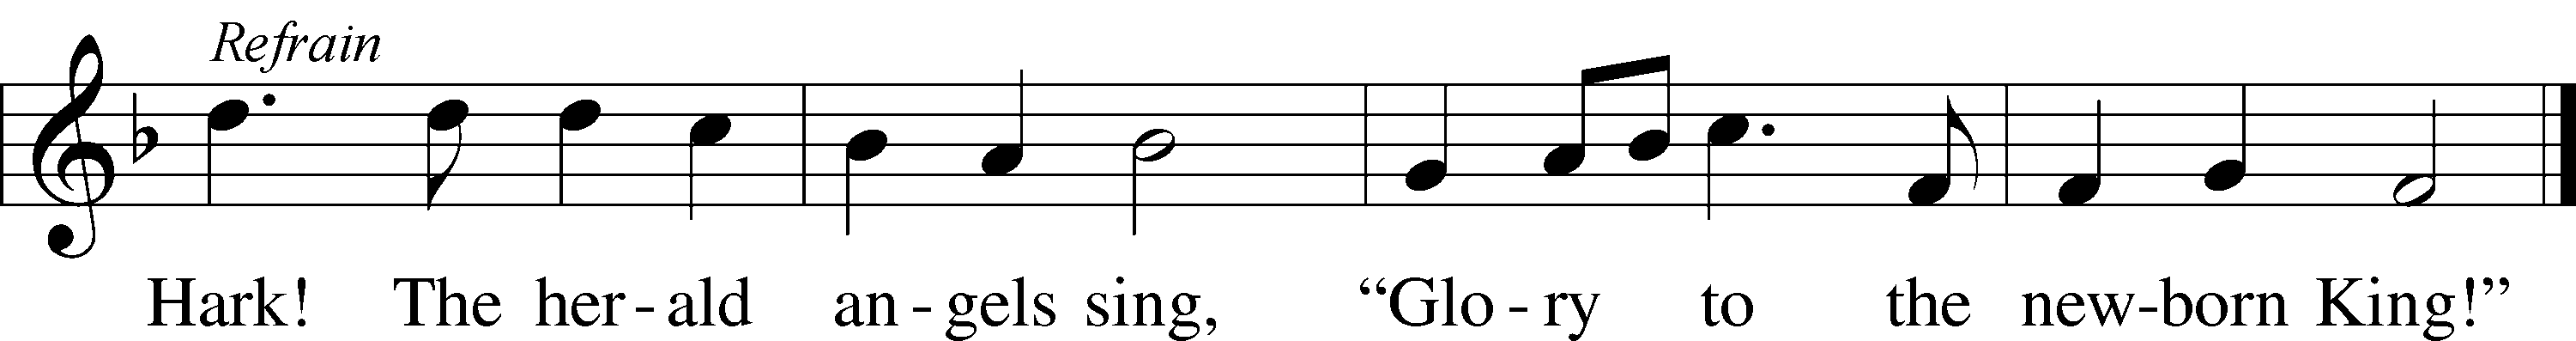 Refrain
Hark! The her-ald an-gels sing, “Glo-ry to the new-born King!”